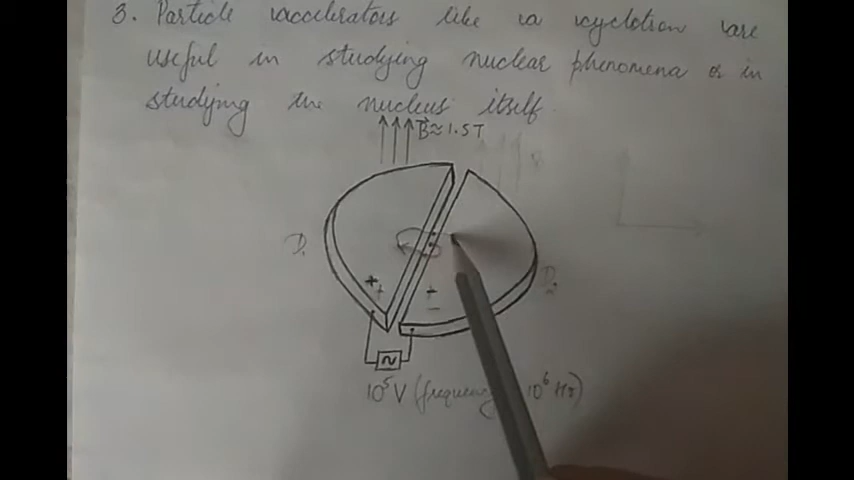 3. Particle accelerators like a cyclotron are
useful in studying nuclear phenomena or in
studying the nucleus itself.
B ≈ 1.5T
D₁
D₂
+
+
+
−
~
10⁵V (frequency 10⁶ Hz)